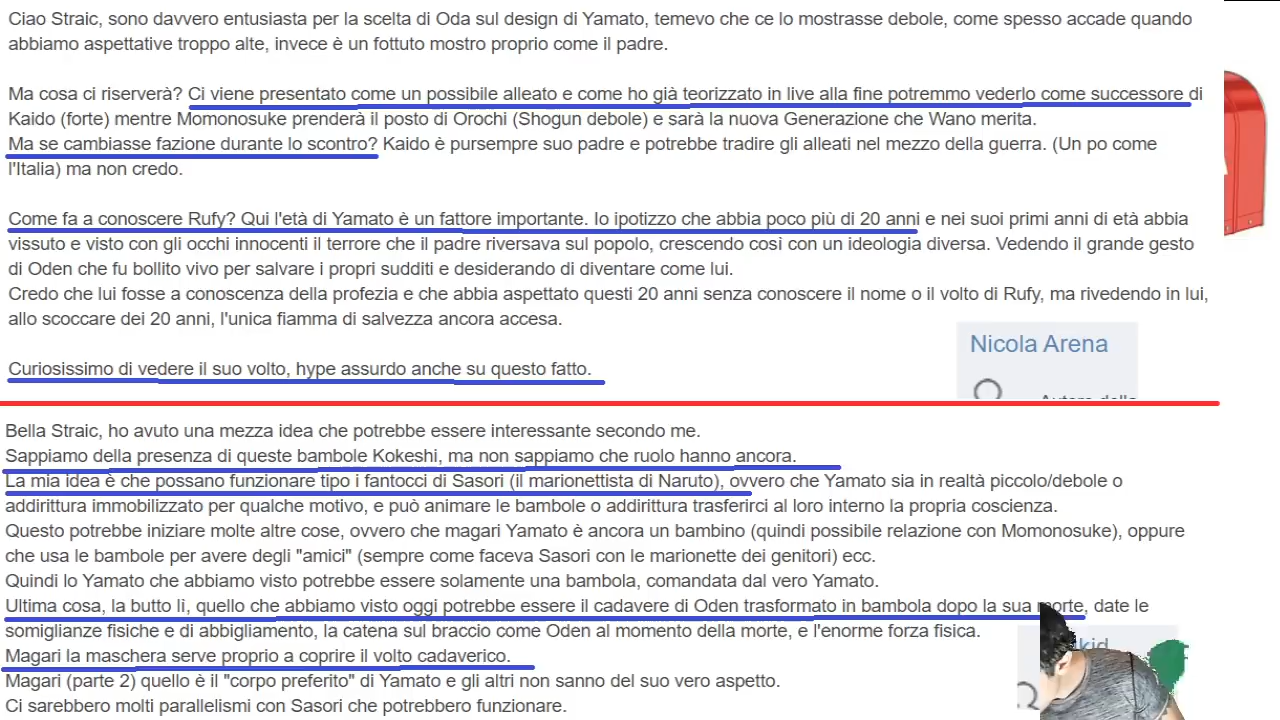 Ciao Straic, sono davvero entusiasta per la scelta di Oda sul design di Yamato, temevo che ce lo mostrasse debole, come spesso accade quando
abbiamo aspettative troppo alte, invece è un fottuto mostro proprio come il padre.
Ma cosa ci riserverà? Ci viene presentato come un possibile alleato e come ho già teorizzato in live alla fine potremmo vederlo come successore di
Kaido (forte) mentre Momonosuke prenderà il posto di Orochi (Shogun debole) e sarà la nuova Generazione che Wano merita.
Ma se cambiasse fazione durante lo scontro? Kaido è pursempre suo padre e potrebbe tradire gli alleati nel mezzo della guerra. (Un po come
l'Italia) ma non credo.
Come fa a conoscere Rufy? Qui l'età di Yamato è un fattore importante. Io ipotizzo che abbia poco più di 20 anni e nei suoi primi anni di età abbia
vissuto e visto con gli occhi innocenti il terrore che il padre riversava sul popolo, crescendo così con un ideologia diversa. Vedendo il grande gesto
di Oden che fu bollito vivo per salvare i propri sudditi e desiderando di diventare come lui.
Credo che lui fosse a conoscenza della profezia e che abbia aspettato questi 20 anni senza conoscere il nome o il volto di Rufy, ma rivedendo in lui,
allo scoccare dei 20 anni, l'unica fiamma di salvezza ancora accesa.
Nicola Arena
Curiosissimo di vedere il suo volto, hype assurdo anche su questo fatto.
Bella Straic, ho avuto una mezza idea che potrebbe essere interessante secondo me.
Sappiamo della presenza di queste bambole Kokeshi, ma non sappiamo che ruolo hanno ancora.
La mia idea è che possano funzionare tipo i fantocci di Sasori (il marionettista di Naruto), ovvero che Yamato sia in realtà piccolo/debole o
addirittura immobilizzato per qualche motivo, e può animare le bambole o addirittura trasferirci al loro interno la propria coscienza.
Questo potrebbe iniziare molte altre cose, ovvero che magari Yamato è ancora un bambino (quindi possibile relazione con Momonosuke), oppure
che usa le bambole per avere degli "amici" (sempre come faceva Sasori con le marionette dei genitori) ecc.
Quindi lo Yamato che abbiamo visto potrebbe essere solamente una bambola, comandata dal vero Yamato.
Ultima cosa, la butto lì, quello che abbiamo visto oggi potrebbe essere il cadavere di Oden trasformato in bambola dopo la sua morte, date le
somiglianze fisiche e di abbigliamento, la catena sul braccio come Oden al momento della morte, e l'enorme forza fisica.
Magari la maschera serve proprio a coprire il volto cadaverico.
Magari (parte 2) quello è il "corpo preferito" di Yamato e gli altri non sanno del suo vero aspetto.
Ci sarebbero molti parallelismi con Sasori che potrebbero funzionare.